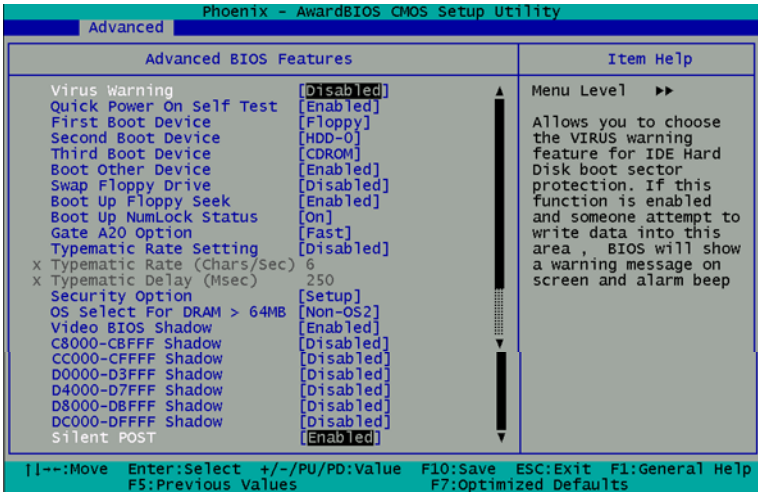 Phoenix - AwardBIOS CMOS Setup Utility
Advanced
Advanced BIOS Features
Item Help
Virus Warning [Disabled]
Quick Power On Self Test [Enabled]
First Boot Device [Floppy]
Second Boot Device [HDD-0]
Third Boot Device [CDROM]
Boot Other Device [Enabled]
Swap Floppy Drive [Disabled]
Boot Up Floppy Seek [Enabled]
Boot Up NumLock Status [On]
Gate A20 Option [Fast]
Typematic Rate Setting [Disabled]
x Typematic Rate (Chars/Sec) 6
x Typematic Delay (Msec) 250
Security Option [Setup]
OS Select For DRAM > 64MB [Non-OS2]
Video BIOS Shadow [Enabled]
C8000-CBFFF Shadow [Disabled]
CC000-CFFFF Shadow [Disabled]
D0000-D3FFF Shadow [Disabled]
D4000-D7FFF Shadow [Disabled]
D8000-DBFFF Shadow [Disabled]
DC000-DFFFF Shadow [Disabled]
Silent POST [Enabled]
Menu Level ▶▶
Allows you to choose
the VIRUS warning
feature for IDE Hard
Disk boot sector
protection. If this
function is enabled
and someone attempt to
write data into this
area , BIOS will show
a warning message on
screen and alarm beep
↑↓→←:Move Enter:Select +/-/PU/PD:Value F10:Save ESC:Exit F1:General Help
F5:Previous Values F7:Optimized Defaults